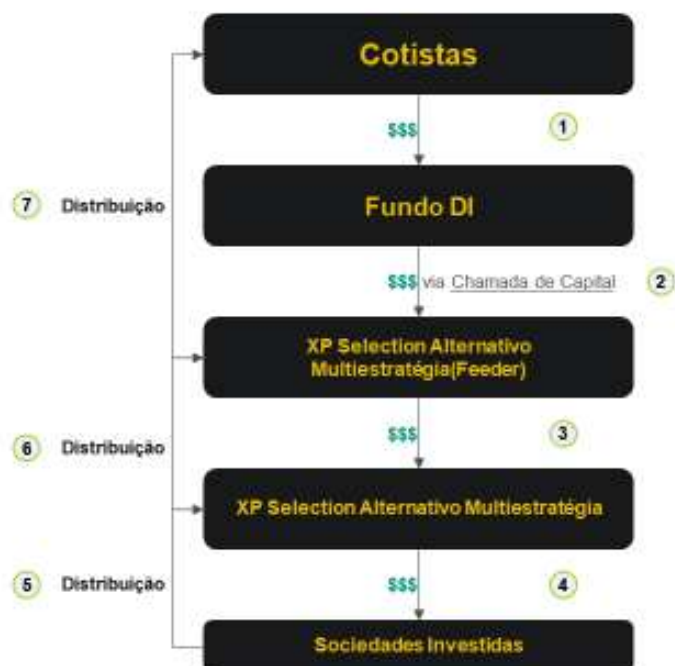 Cotistas
$$$
1
7
Distribuição
Fundo DI
$$$ via Chamada de Capital
2
XP Selection Alternativo
Multiestratégia(Feeder)
6
Distribuição
$$$
3
XP Selection Alternativo Multiestratégia
5
Distribuição
$$$
4
Sociedades Investidas